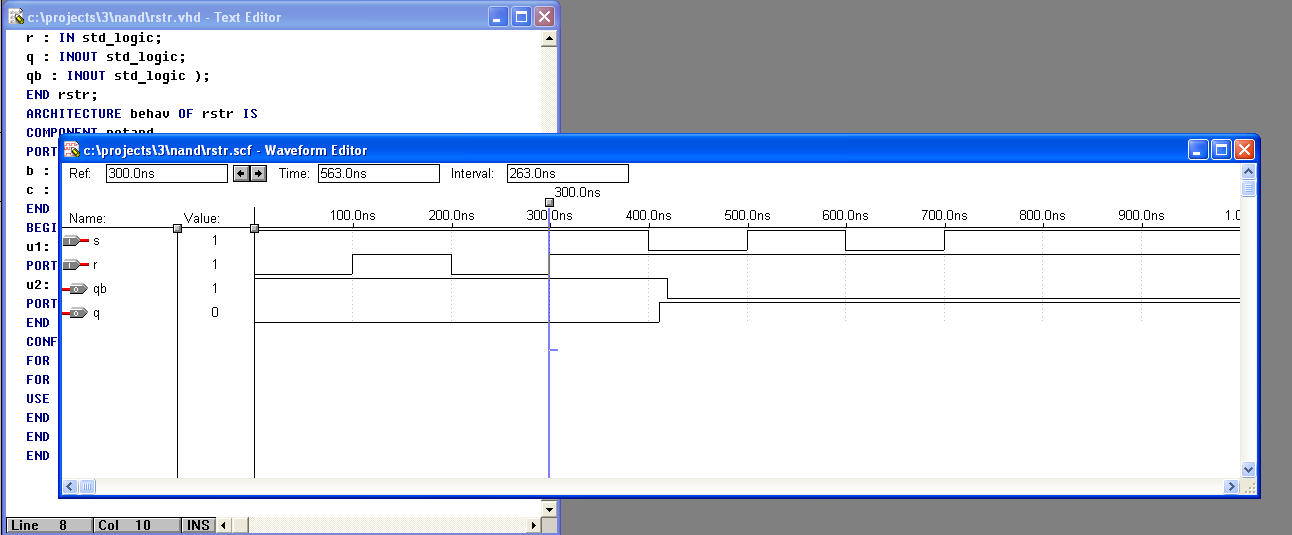 c:\projects\3\nand\rstr.vhd - Text Editor
r : IN std_logic;
q : INOUT std_logic;
qb : INOUT std_logic );
END rstr;
ARCHITECTURE behav OF rstr IS
COMPONENT notand
PORT
b :
c :
END
BEGI
u1:
PORT
u2:
PORT
END
CONF
FOR
FOR
USE
END
END
END
Line 8 Col 10 INS
c:\projects\3\nand\rstr.scf - Waveform Editor
Ref: 300.0ns Time: 563.0ns Interval: 263.0ns
300.0ns
Name: Value: 100.0ns 200.0ns 300.0ns 400.0ns 500.0ns 600.0ns 700.0ns 800.0ns 900.0ns 1.0
s 1
r 1
qb 1
q 0